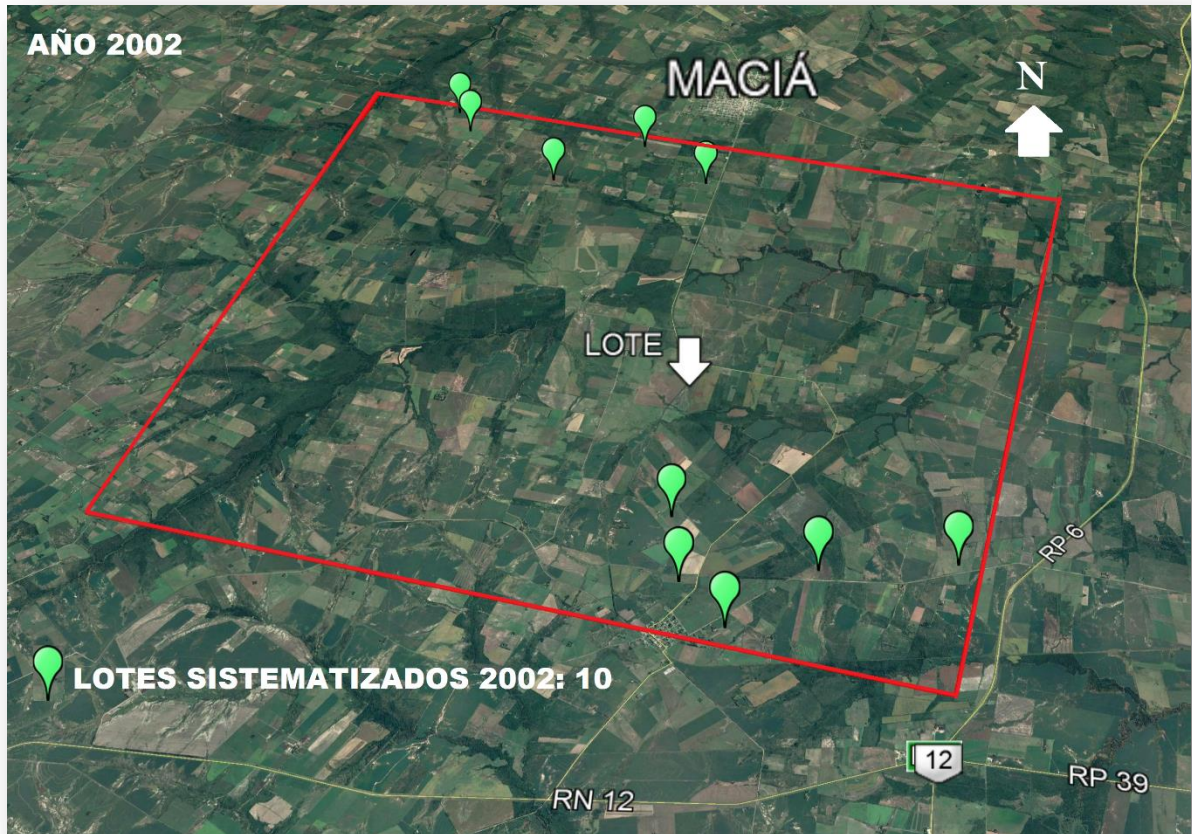 AÑO 2002
MACIÁ
N
LOTE
RP 6
LOTES SISTEMATIZADOS 2002: 10
12
RN 12
RP 39